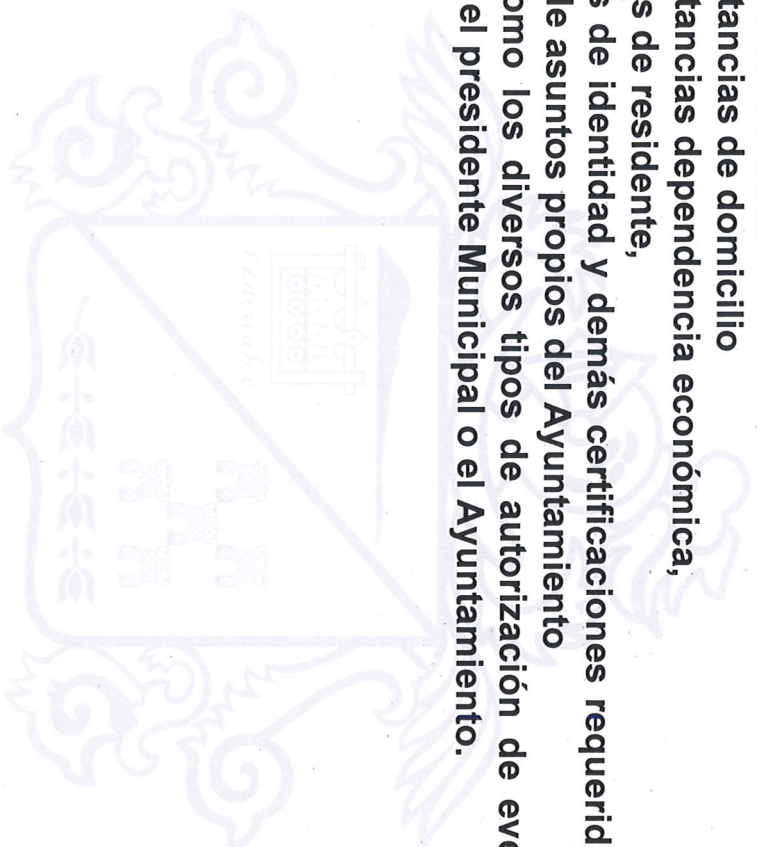 tancias de domicilio
tancias dependencia económica,
s de residente,
s de identidad y demás certificaciones requerid
le asuntos propios del Ayuntamiento
omo los diversos tipos de autorización de eve
el presidente Municipal o el Ayuntamiento.